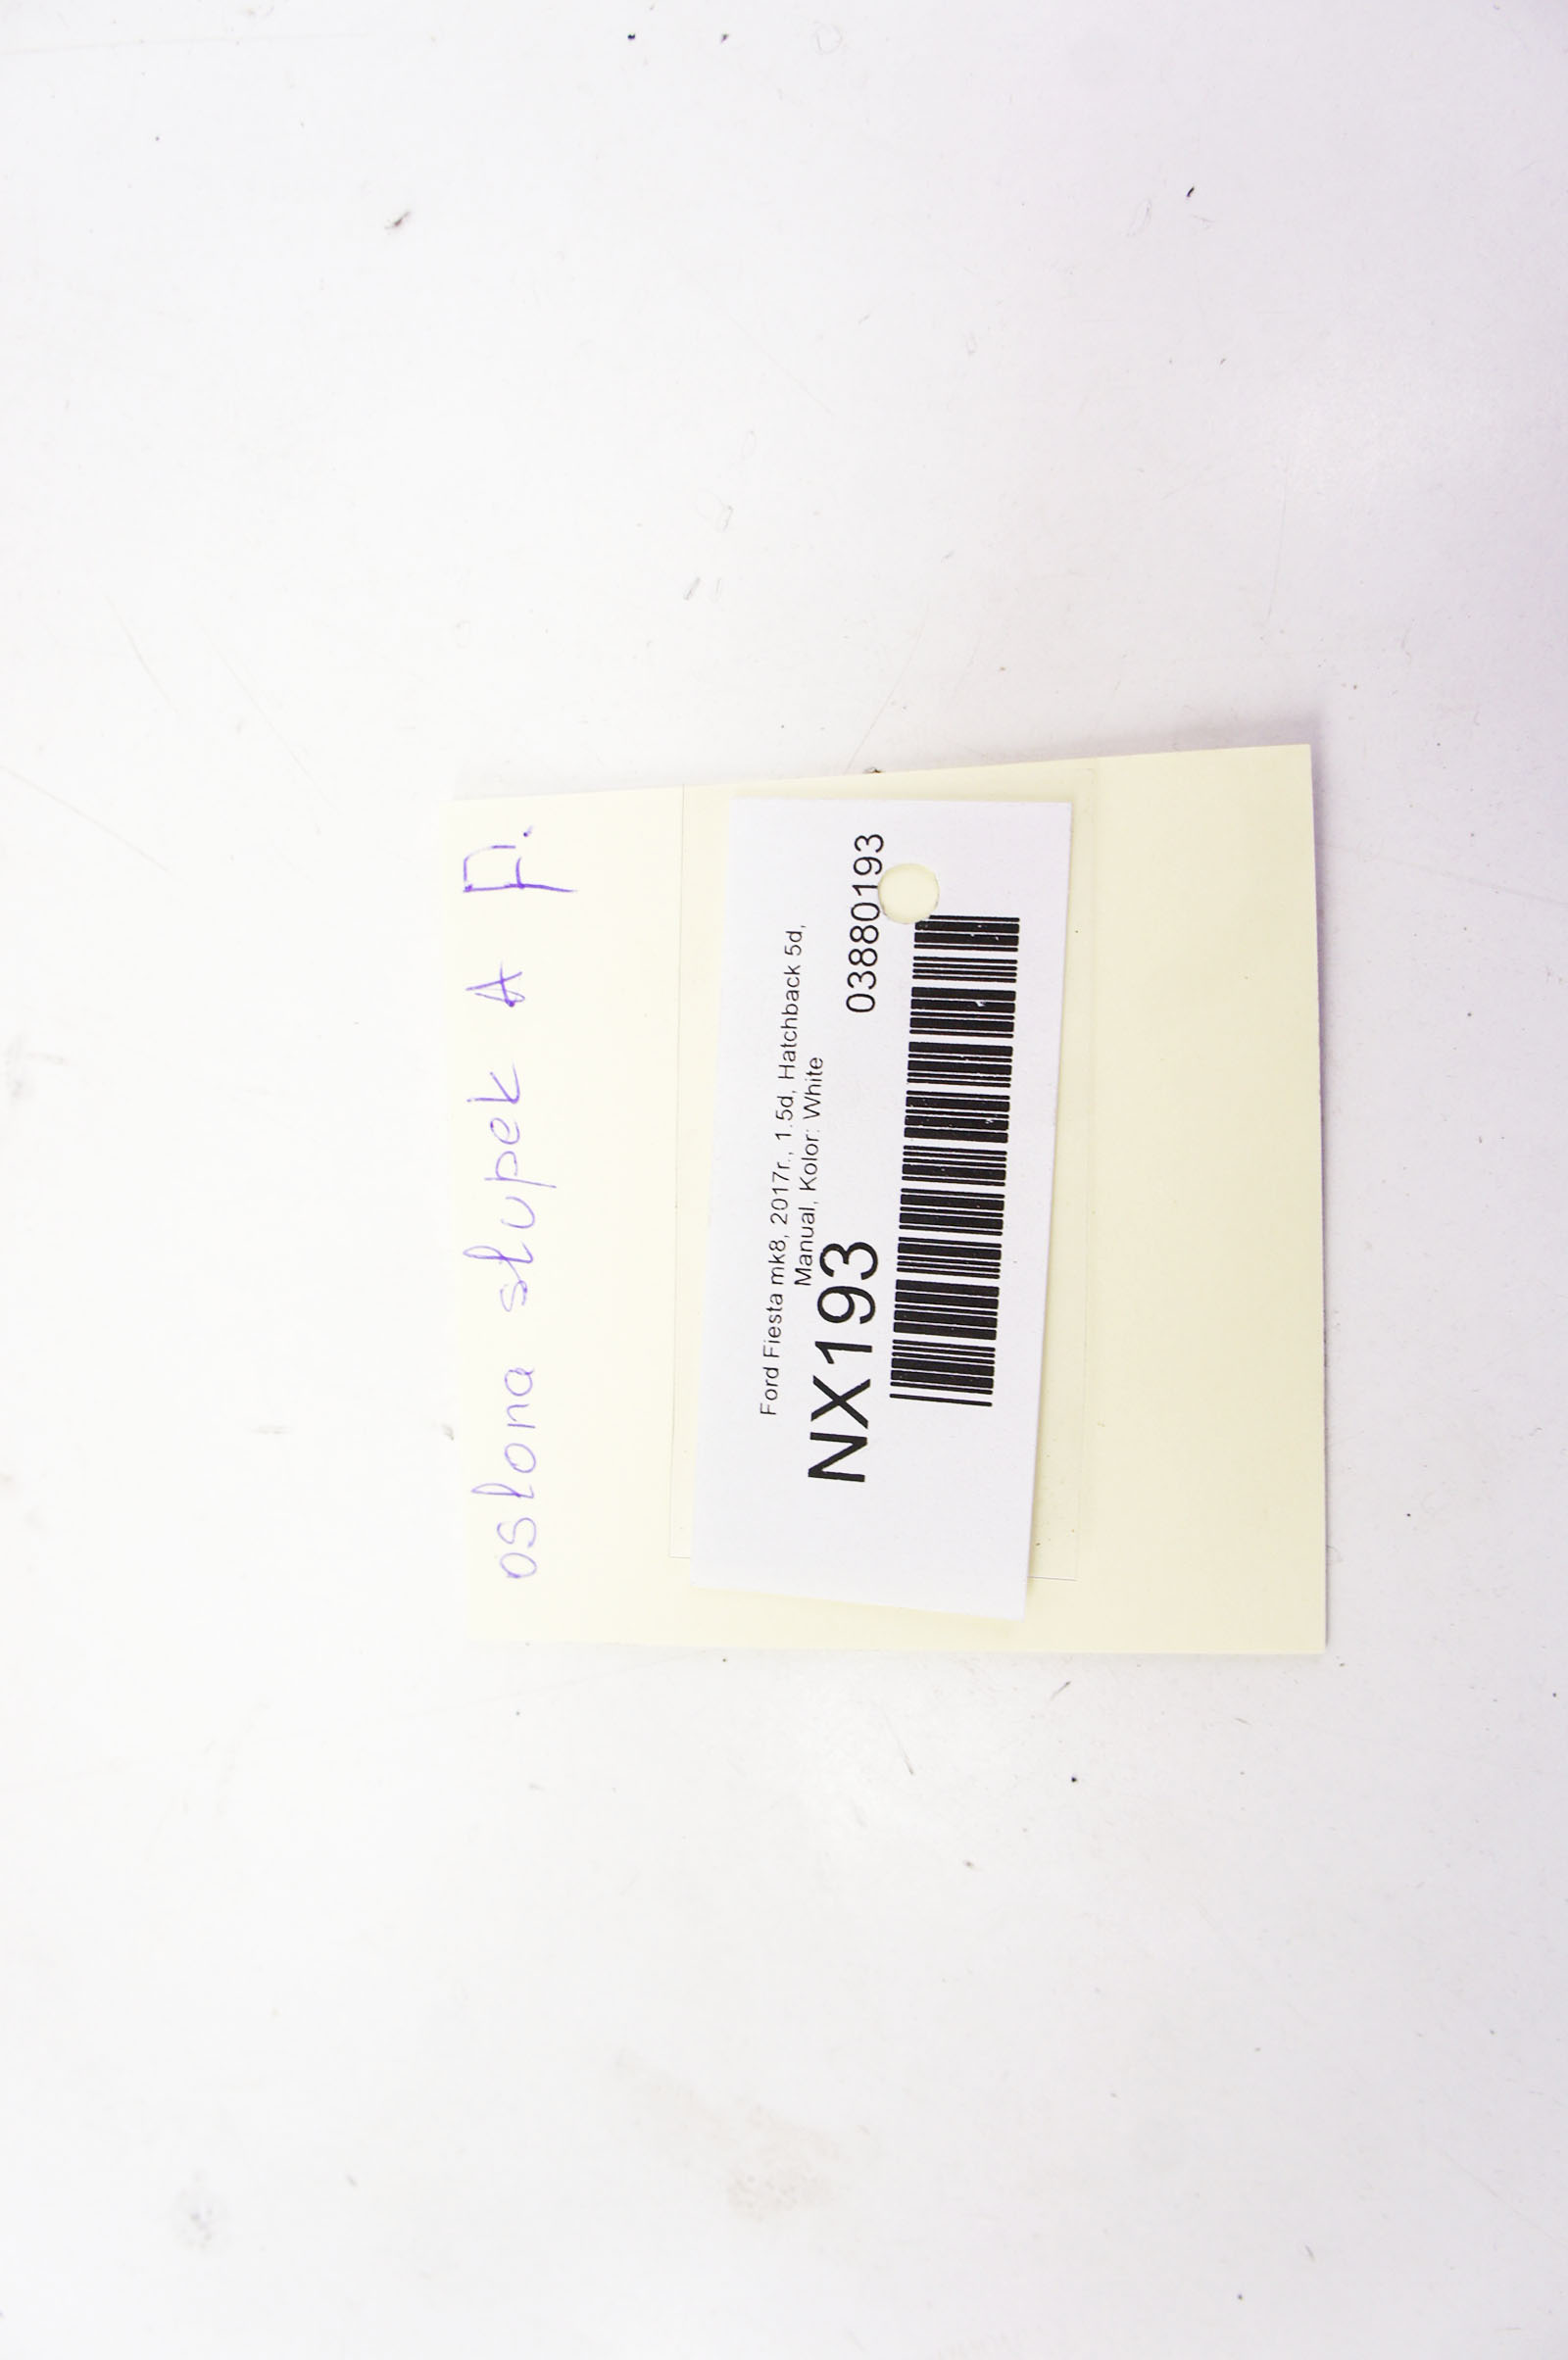 osłona słupek A P.
Ford Fiesta mk8, 2017r., 1.5d, Hatchback 5d,
Manual, Kolor: White
NX193
03880193